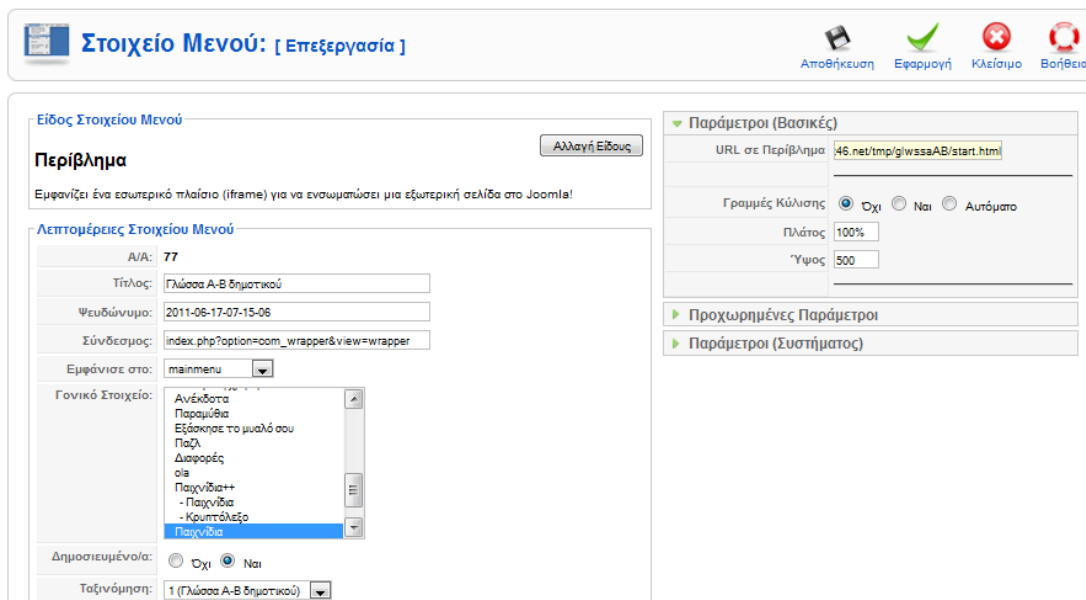 Στοιχείο Μενού: [ Επεξεργασία ]
Αποθήκευση Εφαρμογή Κλείσιμο Βοήθεια
Είδος Στοιχείου Μενού
Αλλαγή Είδους
Περίβλημα
Εμφανίζει ένα εσωτερικό πλαίσιο (iframe) για να ενσωματώσει μια εξωτερική σελίδα στο Joomla!
Λεπτομέρειες Στοιχείου Μενού
Α/Α: 77
Τίτλος: Γλώσσα Α-Β δημοτικού
Ψευδώνυμο: 2011-06-17-07-15-06
Σύνδεσμος: index.php?option=com_wrapper&view=wrapper
Εμφάνισε στο: mainmenu
Γονικό Στοιχείο:
Ανέκδοτα
Παραμύθια
Εξάσκησε το μυαλό σου
Παζλ
Διαφορές
ola
Παιχνίδια++
- Παιχνίδια
- Κρυπτόλεξο
Παιχνίδια
Δημοσιευμένο/α: Όχι Ναι
Ταξινόμηση: 1 (Γλώσσα Α-Β δημοτικού)
Παράμετροι (Βασικές)
URL σε Περίβλημα :46.net/tmp/glwssaAB/start.html
Γραμμές Κύλισης Όχι Ναι Αυτόματο
Πλάτος 100%
Ύψος 500
Προχωρημένες Παράμετροι
Παράμετροι (Συστήματος)